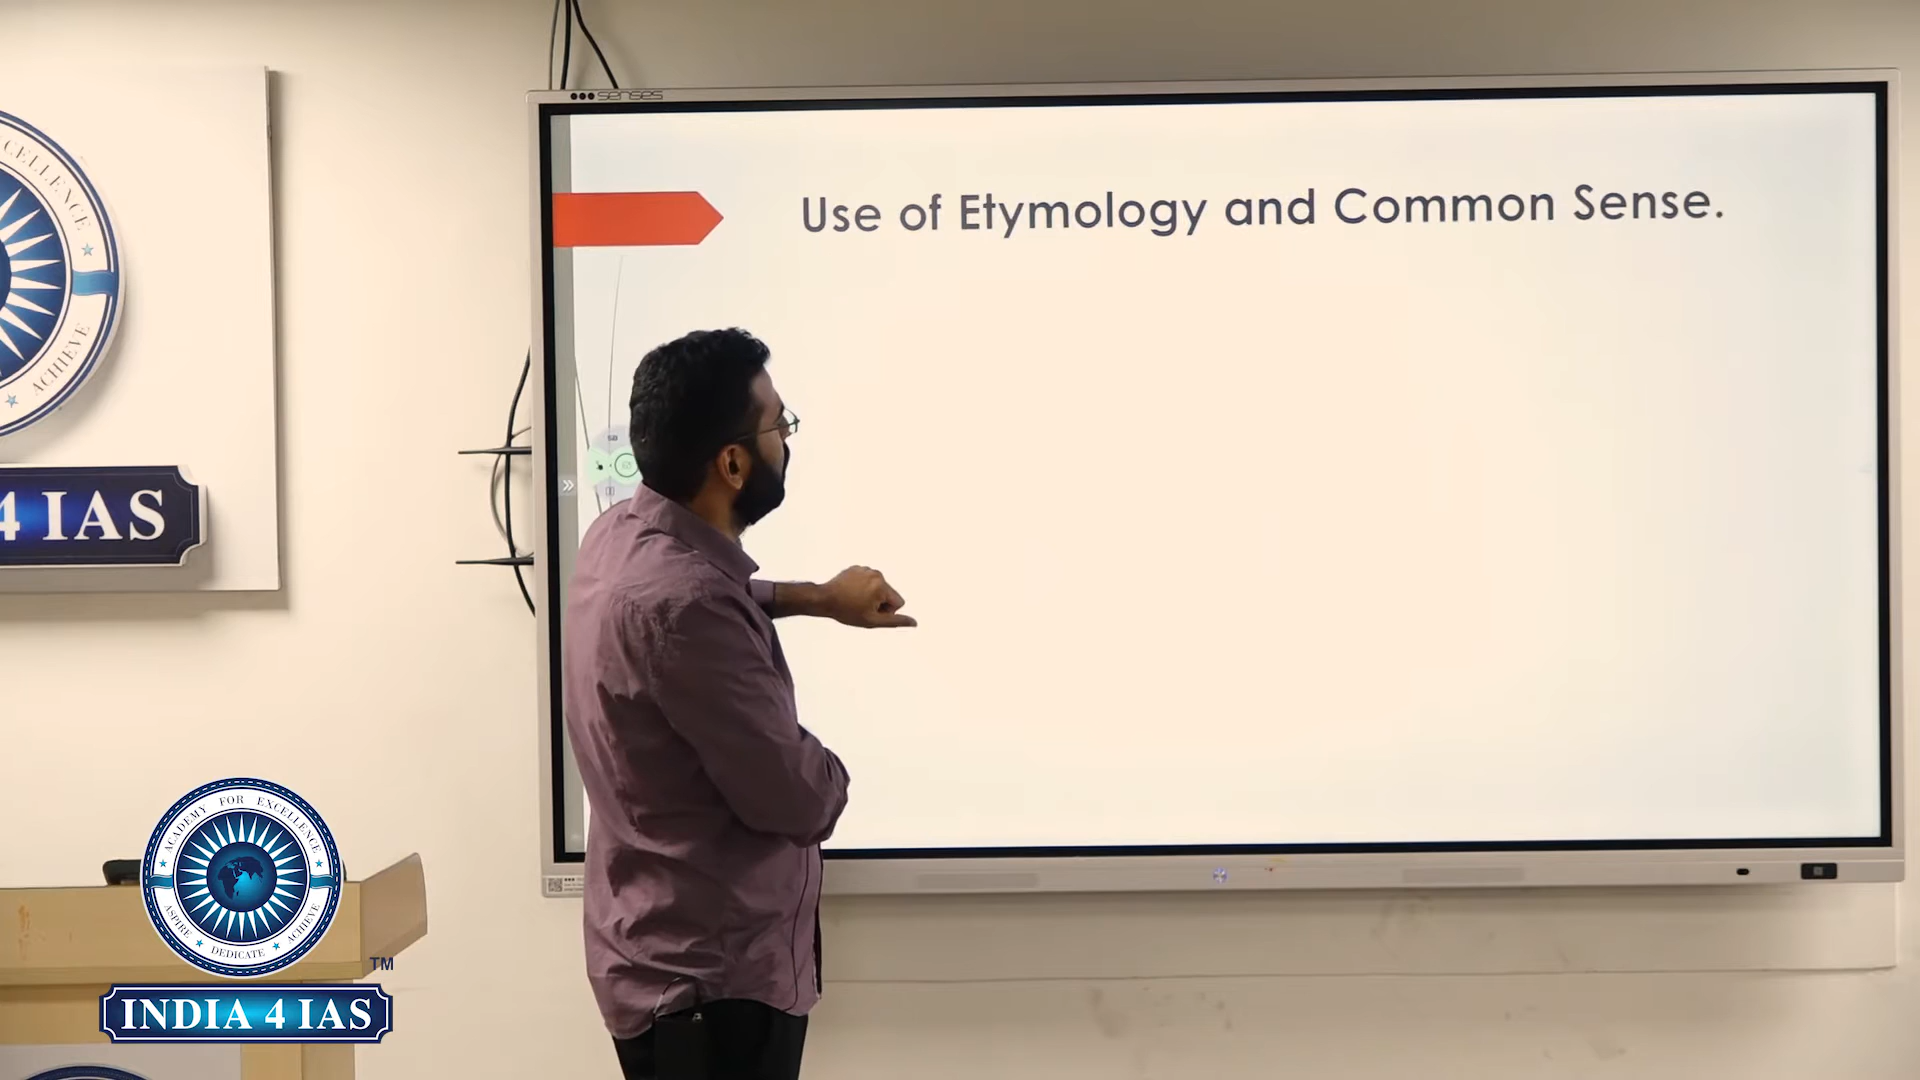 senses
Use of Etymology and Common Sense.
EXCELLENCE
ACHIEVE
4 IAS
ACADEMY FOR EXCELLENCE
ASPIRE DEDICATE ACHIEVE
TM
INDIA 4 IAS